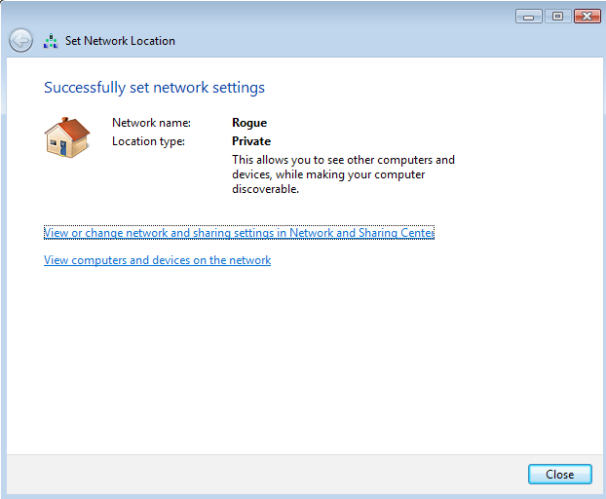 Set Network Location
Successfully set network settings
Network name: Rogue
Location type: Private
This allows you to see other computers and
devices, while making your computer
discoverable.
View or change network and sharing settings in Network and Sharing Center
View computers and devices on the network
Close